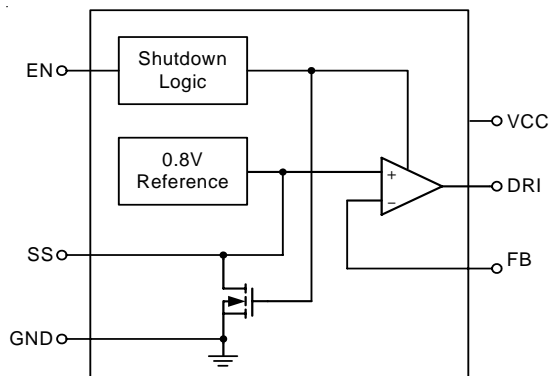 EN
Shutdown
Logic
VCC
0.8V
Reference
+
DRI
−
SS
FB
GND